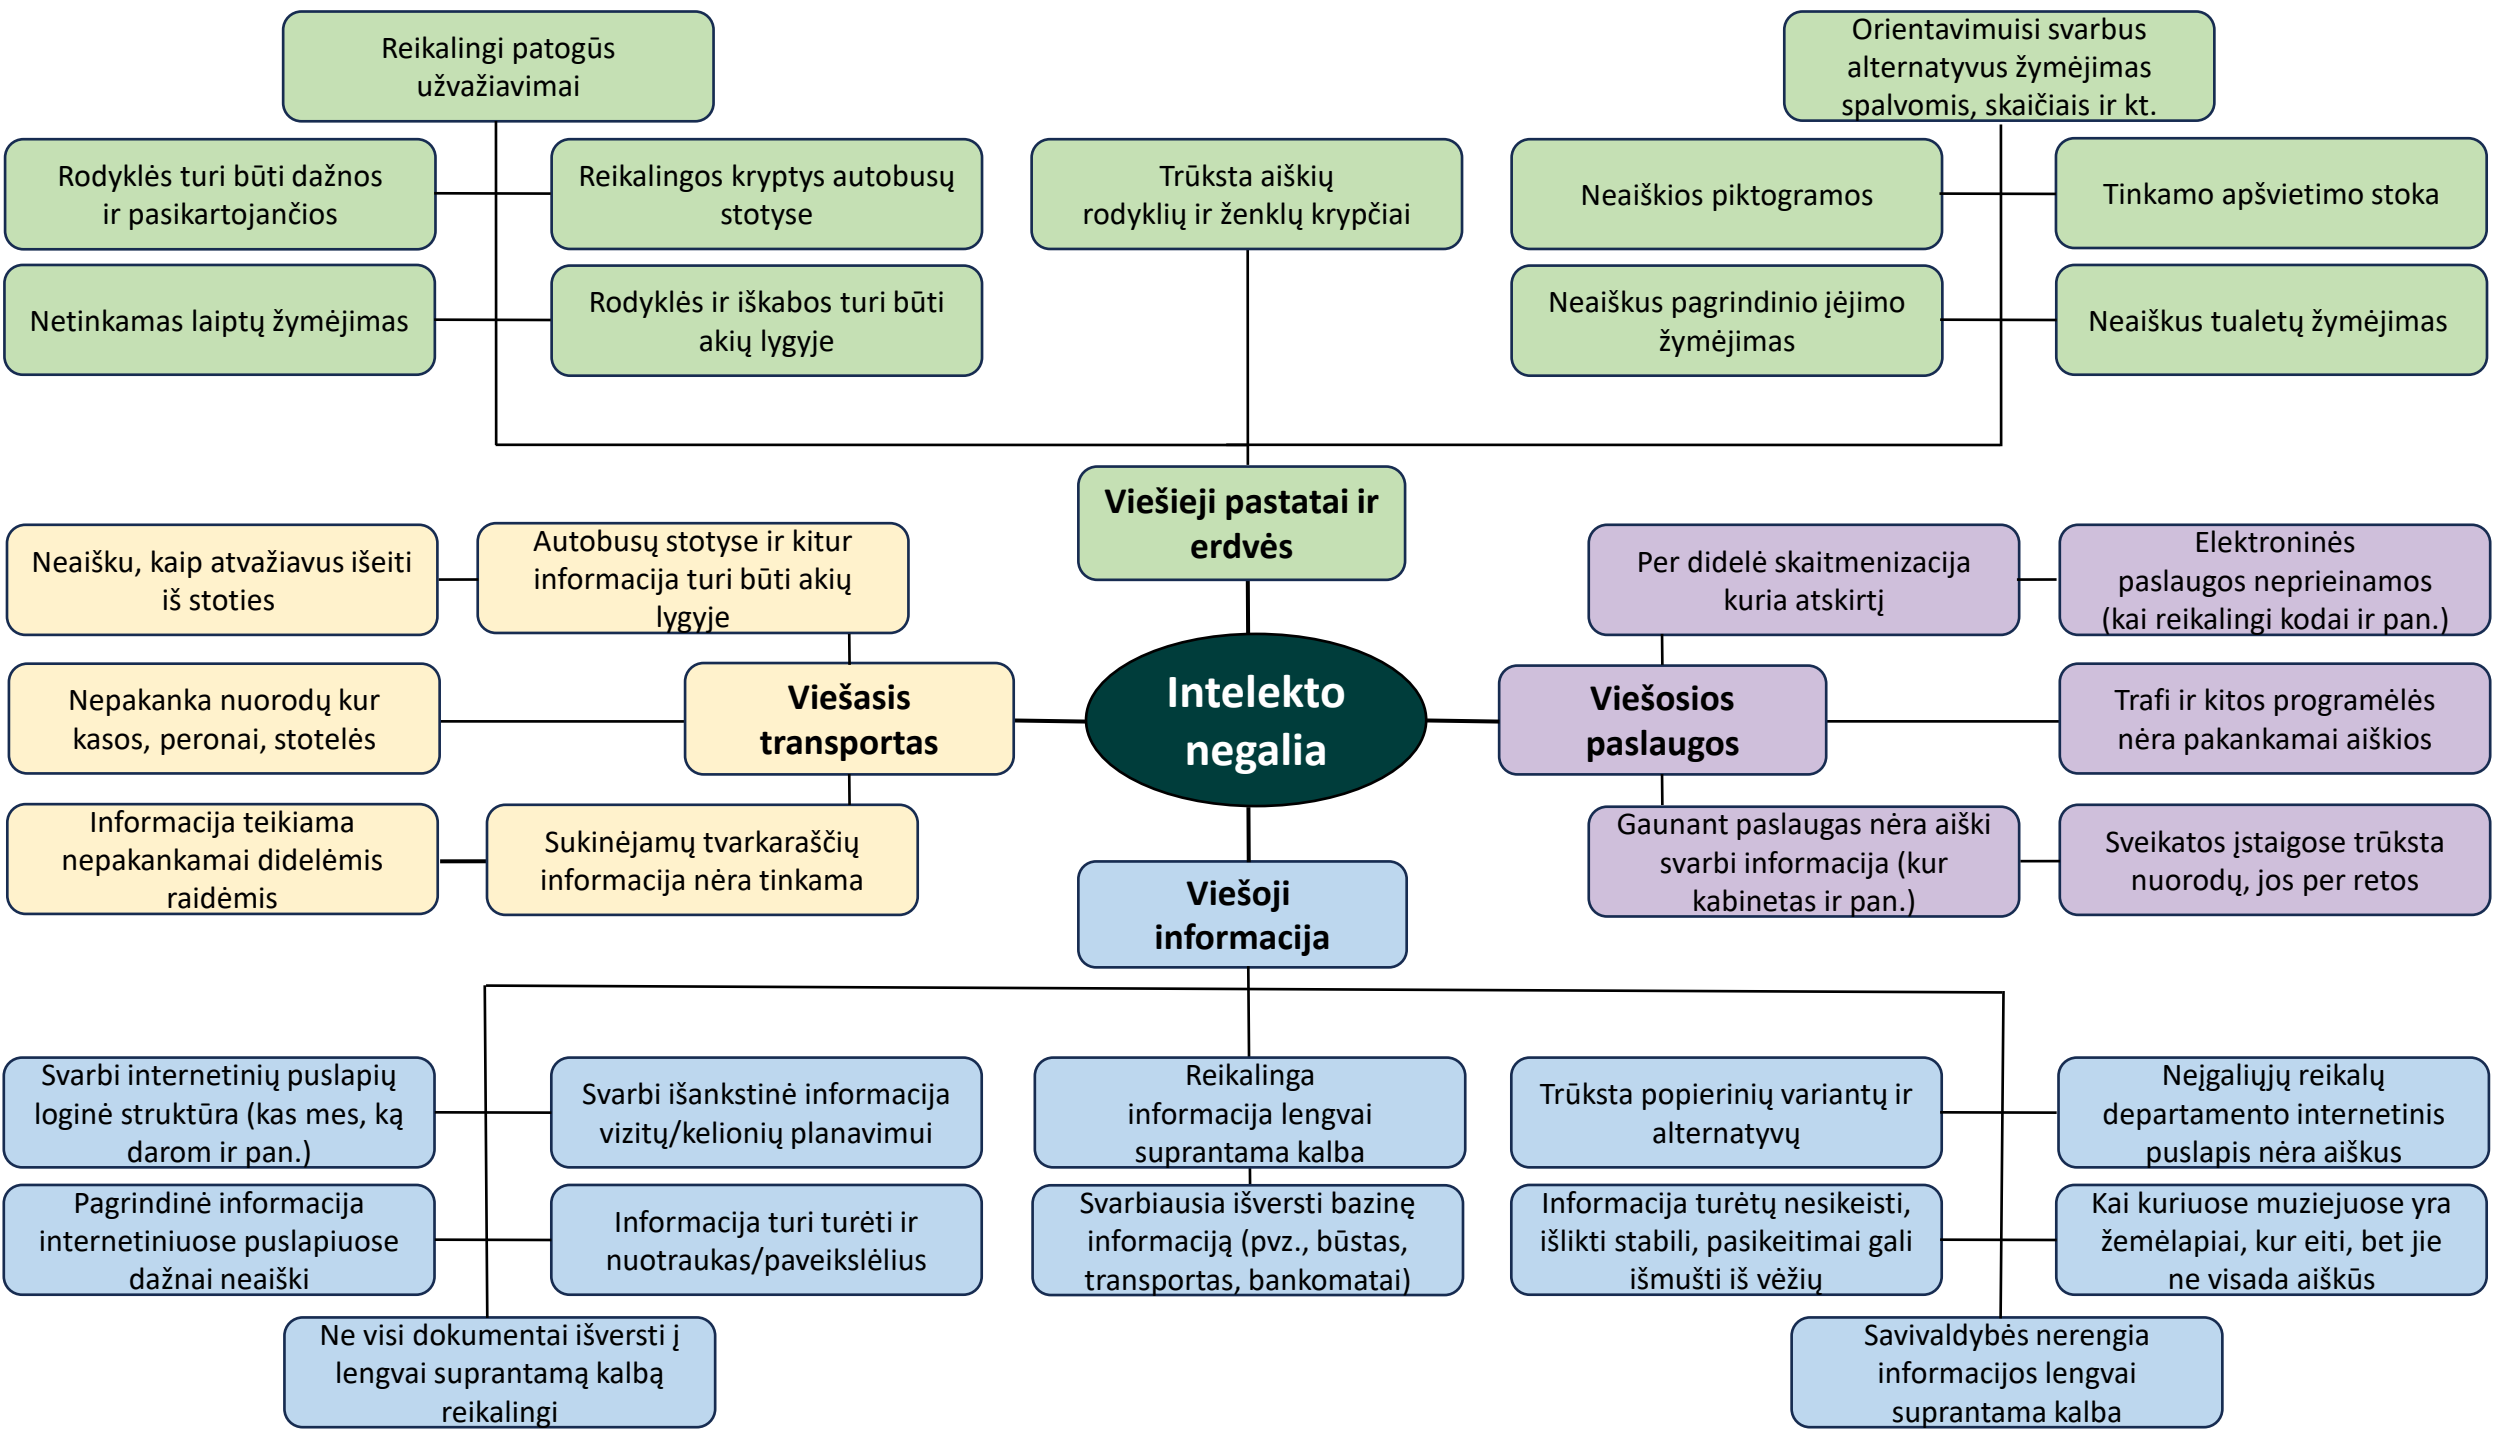 Reikalingi patogūs
užvažiavimai
Orientavimuisi svarbus
alternatyvus žymėjimas
spalvomis, skaičiais ir kt.
Rodyklės turi būti dažnos
ir pasikartojančios
Reikalingos kryptys autobusų
stotyse
Trūksta aiškių
rodyklių ir ženklų krypčiai
Neaiškios piktogramos
Tinkamo apšvietimo stoka
Netinkamas laiptų žymėjimas
Rodyklės ir iškabos turi būti
akių lygyje
Neaiškus pagrindinio įėjimo
žymėjimas
Neaiškus tualetų žymėjimas
Viešieji pastatai ir
erdvės
Neaišku, kaip atvažiavus išeiti
iš stoties
Autobusų stotyse ir kitur
informacija turi būti akių
lygyje
Per didelė skaitmenizacija
kuria atskirtį
Elektroninės
paslaugos neprieinamos
(kai reikalingi kodai ir pan.)
Nepakanka nuorodų kur
kasos, peronai, stotelės
Viešasis
transportas
Intelekto
negalia
Viešosios
paslaugos
Trafi ir kitos programėlės
nėra pakankamai aiškios
Informacija teikiama
nepakankamai didelėmis
raidėmis
Sukinėjamų tvarkaraščių
informacija nėra tinkama
Viešoji
informacija
Gaunant paslaugas nėra aiški
svarbi informacija (kur
kabinetas ir pan.)
Sveikatos įstaigose trūksta
nuorodų, jos per retos
Svarbi internetinių puslapių
loginė struktūra (kas mes, ką
darom ir pan.)
Svarbi išankstinė informacija
vizitų/kelionių planavimui
Reikalinga
informacija lengvai
suprantama kalba
Trūksta popierinių variantų ir
alternatyvų
Neįgaliųjų reikalų
departamento internetinis
puslapis nėra aiškus
Pagrindinė informacija
internetiniuose puslapiuose
dažnai neaiški
Informacija turi turėti ir
nuotraukas/paveikslėlius
Svarbiausia išversti bazinę
informaciją (pvz., būstas,
transportas, bankomatai)
Informacija turėtų nesikeisti,
išlikti stabili, pasikeitimai gali
išmušti iš vėžių
Kai kuriuose muziejuose yra
žemėlapiai, kur eiti, bet jie
ne visada aiškūs
Ne visi dokumentai išversti į
lengvai suprantamą kalbą
reikalingi
Savivaldybės nerengia
informacijos lengvai
suprantama kalba